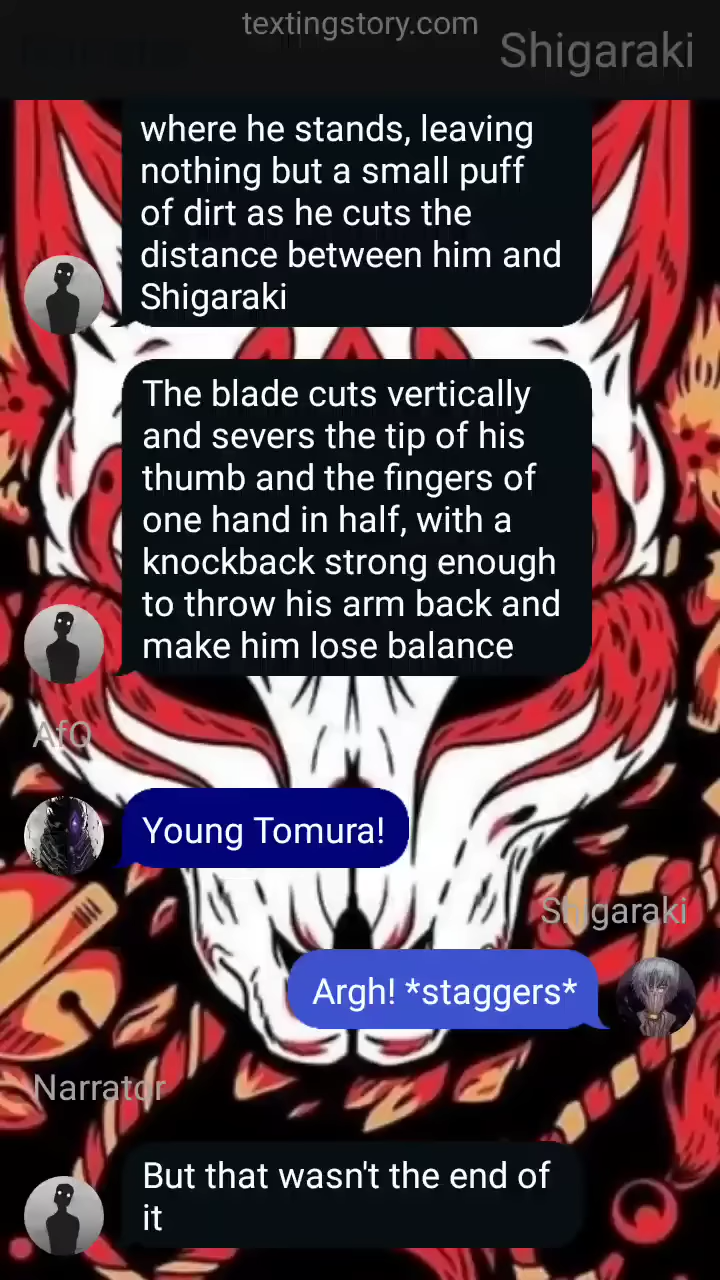 textingstory.com
Shigaraki
where he stands, leaving
nothing but a small puff
of dirt as he cuts the
distance between him and
Shigaraki
The blade cuts vertically
and severs the tip of his
thumb and the fingers of
one hand in half, with a
knockback strong enough
to throw his arm back and
make him lose balance
AfO
Young Tomura!
Shigaraki
Argh! *staggers*
Narrator
But that wasn't the end of
it